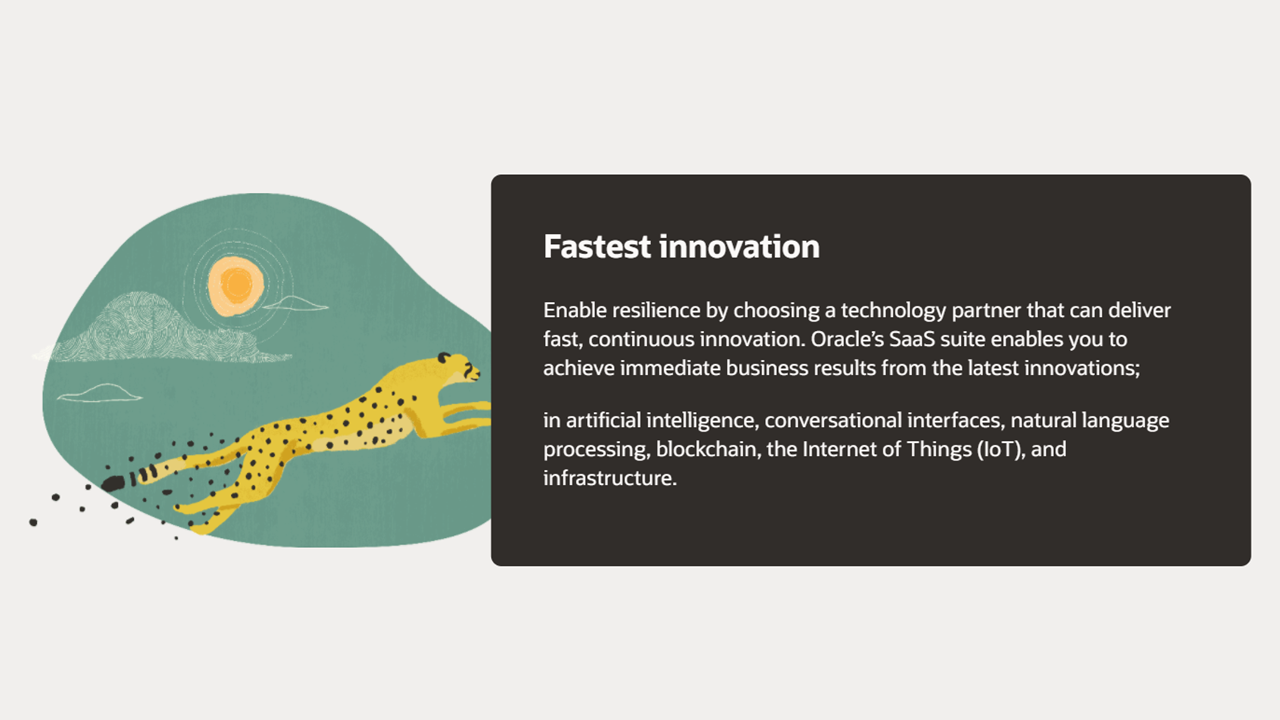 Fastest innovation
Enable resilience by choosing a technology partner that can deliver
fast, continuous innovation. Oracle’s SaaS suite enables you to
achieve immediate business results from the latest innovations;
in artificial intelligence, conversational interfaces, natural language
processing, blockchain, the Internet of Things (IoT), and
infrastructure.